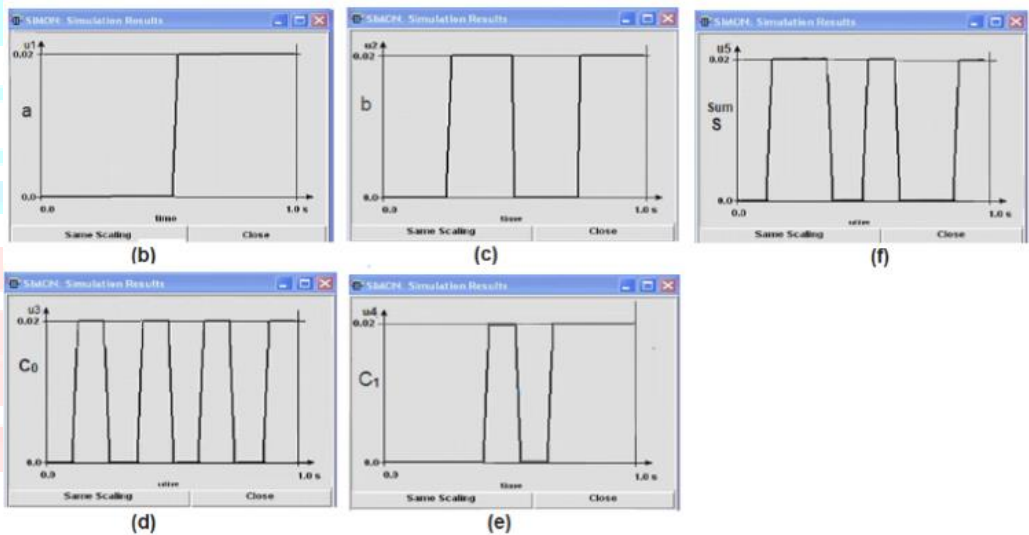 SIMON: Simulation Results
u1
0.02
a
0.0
0.0
time
1.0 s
Same Scaling
Close
(b)
SIMON: Simulation Results
u2
0.02
b
0.0
0.0
time
1.0 s
Same Scaling
Close
(c)
SIMON: Simulation Results
u5
0.02
Sum
S
0.0
0.0
1.0 s
Same Scaling
Close
(f)
SIMON: Simulation Results
u3
0.02
C0
0.0
0.0
1.0 s
Same Scaling
Close
(d)
SIMON: Simulation Results
u4
0.02
C1
0.0
0.0
time
1.0 s
Same Scaling
Close
(e)